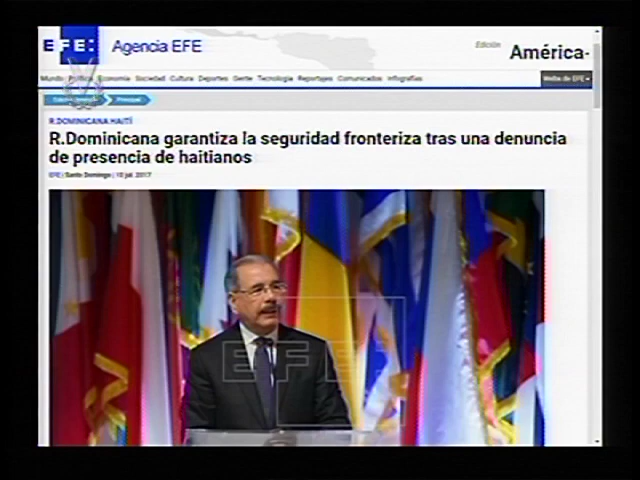 EFE: Agencia EFE
Edición América
Mundo Política Economía Sociedad Cultura Deportes Gente Tecnología Reportajes Comunicados Infografías Webs de EFE
Principal
R.DOMINICANA HAITÍ
R.Dominicana garantiza la seguridad fronteriza tras una denuncia
de presencia de haitianos
EFE | Santo Domingo | 10 jul. 2017
EFE: